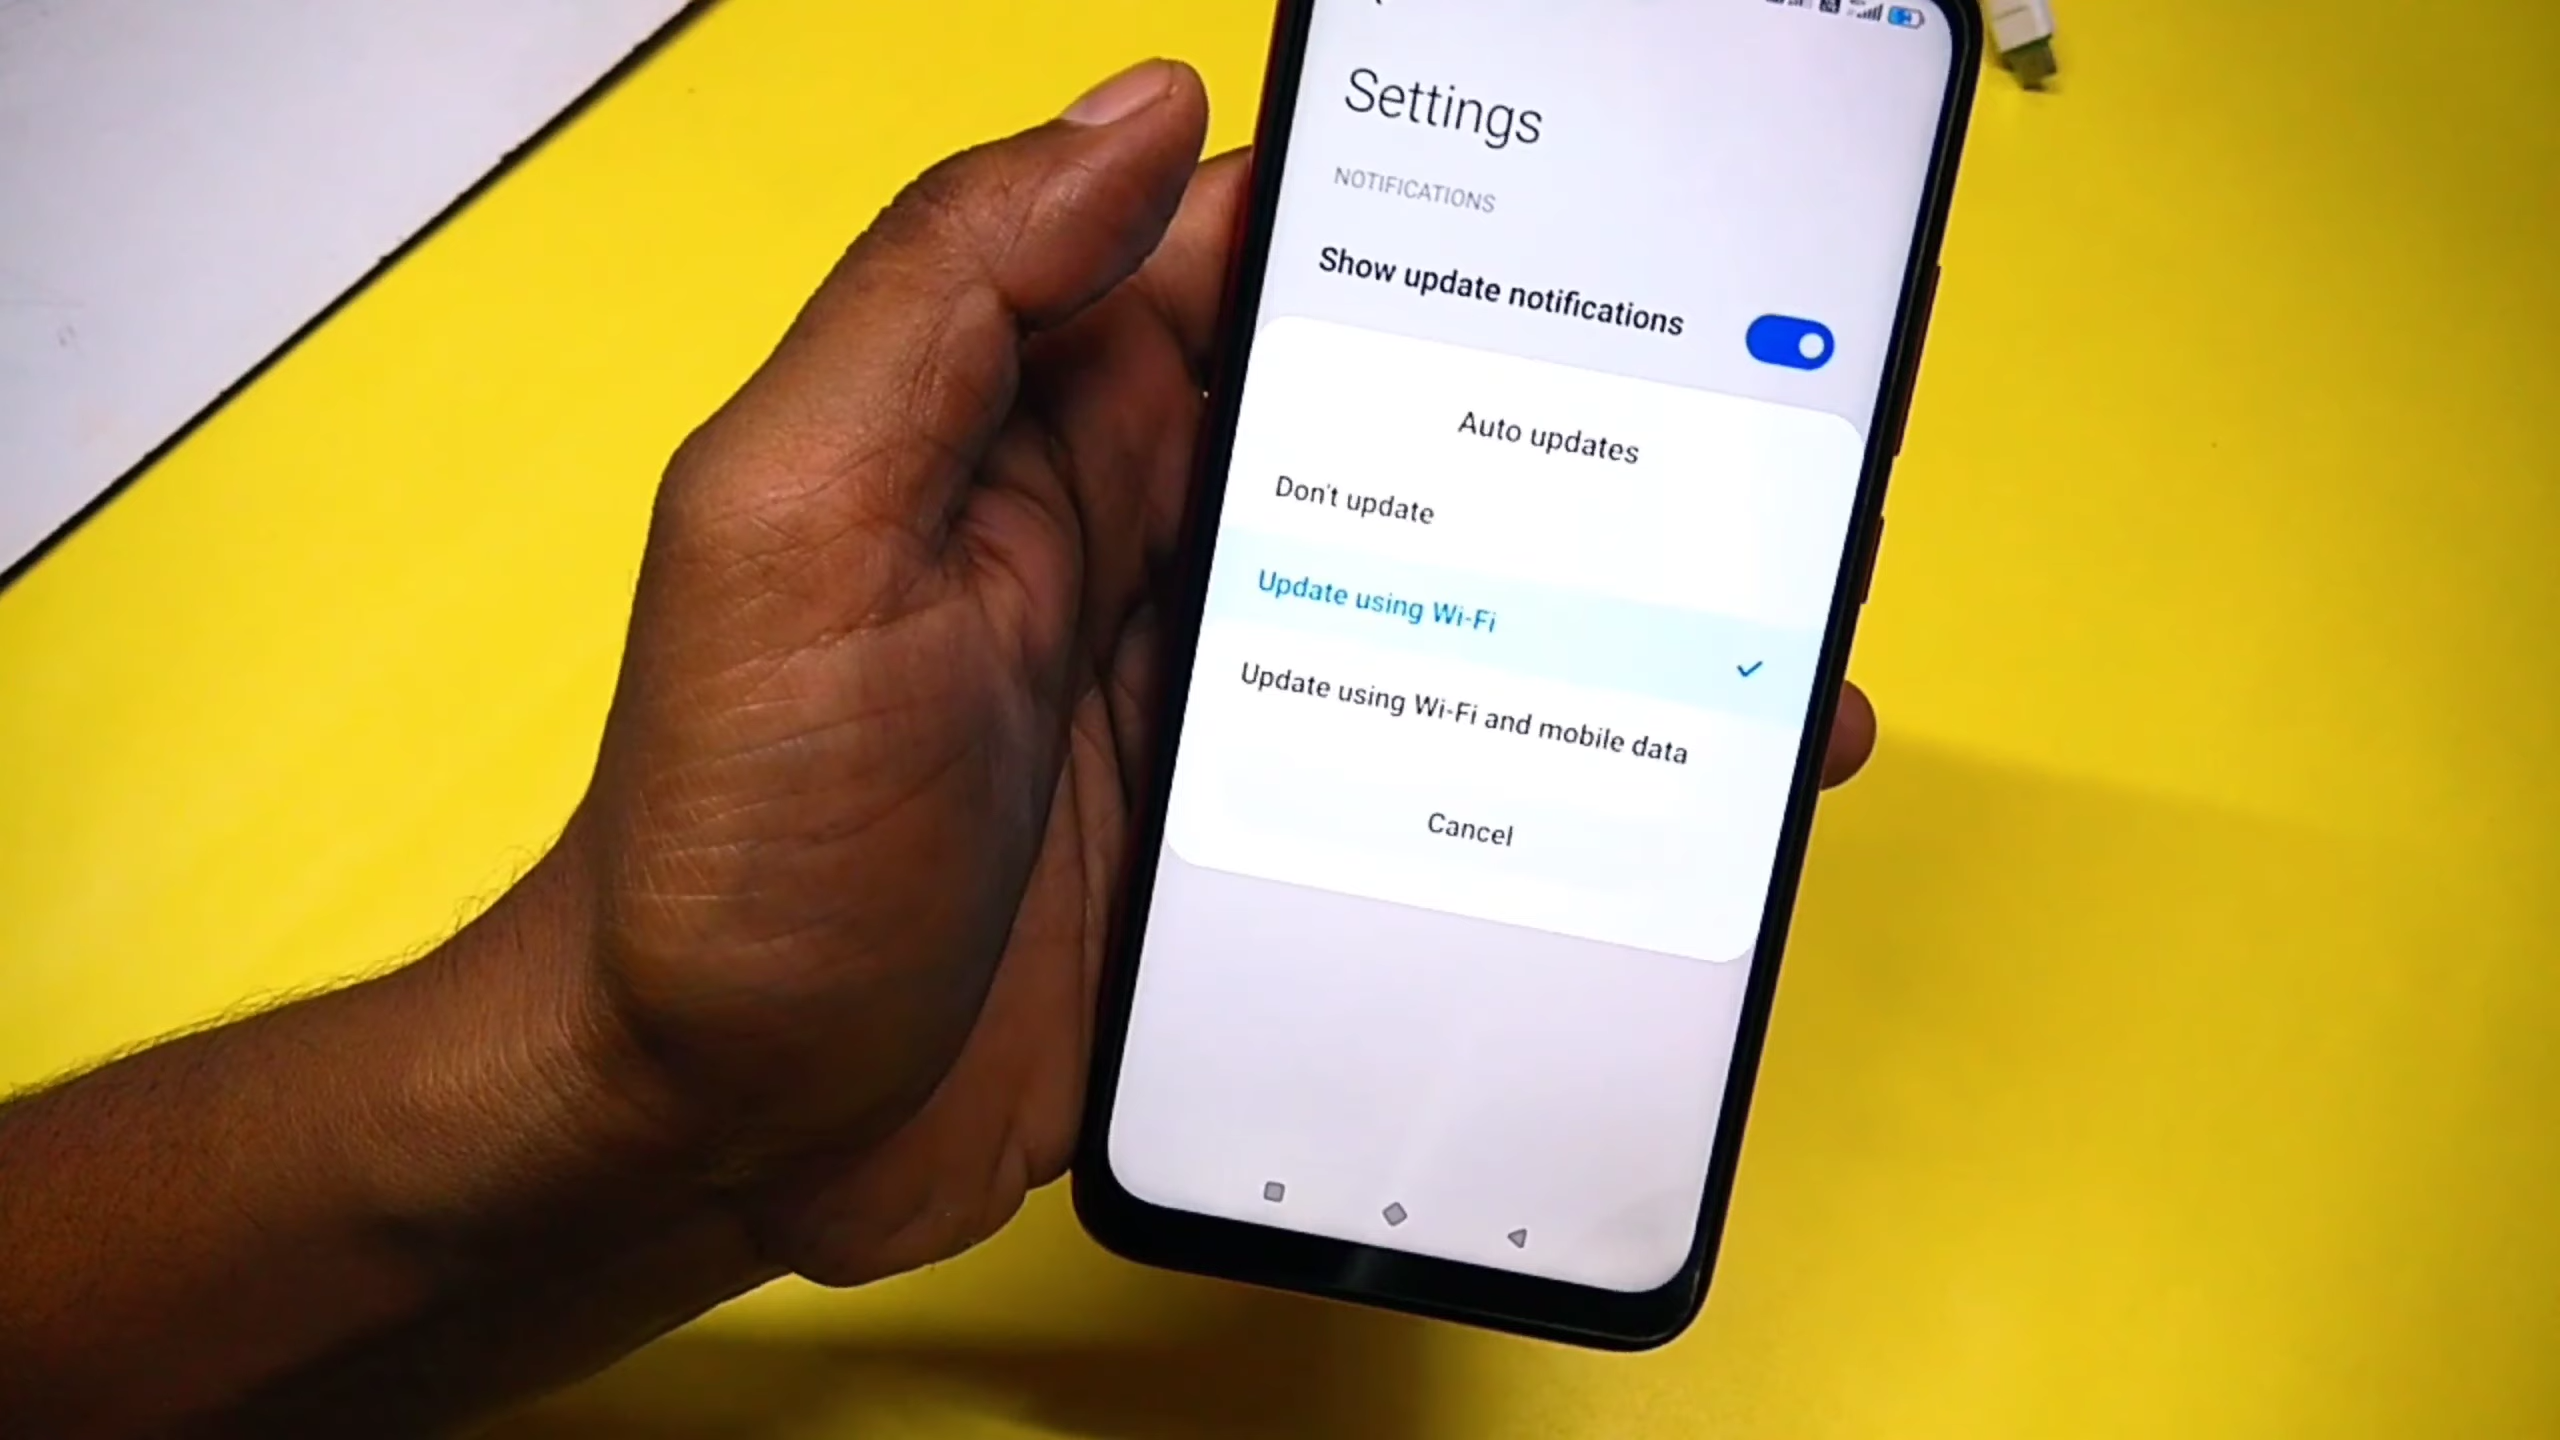 Settings
NOTIFICATIONS
Show update notifications
Auto updates
Don't update
Update using Wi-Fi
Update using Wi-Fi and mobile data
Cancel